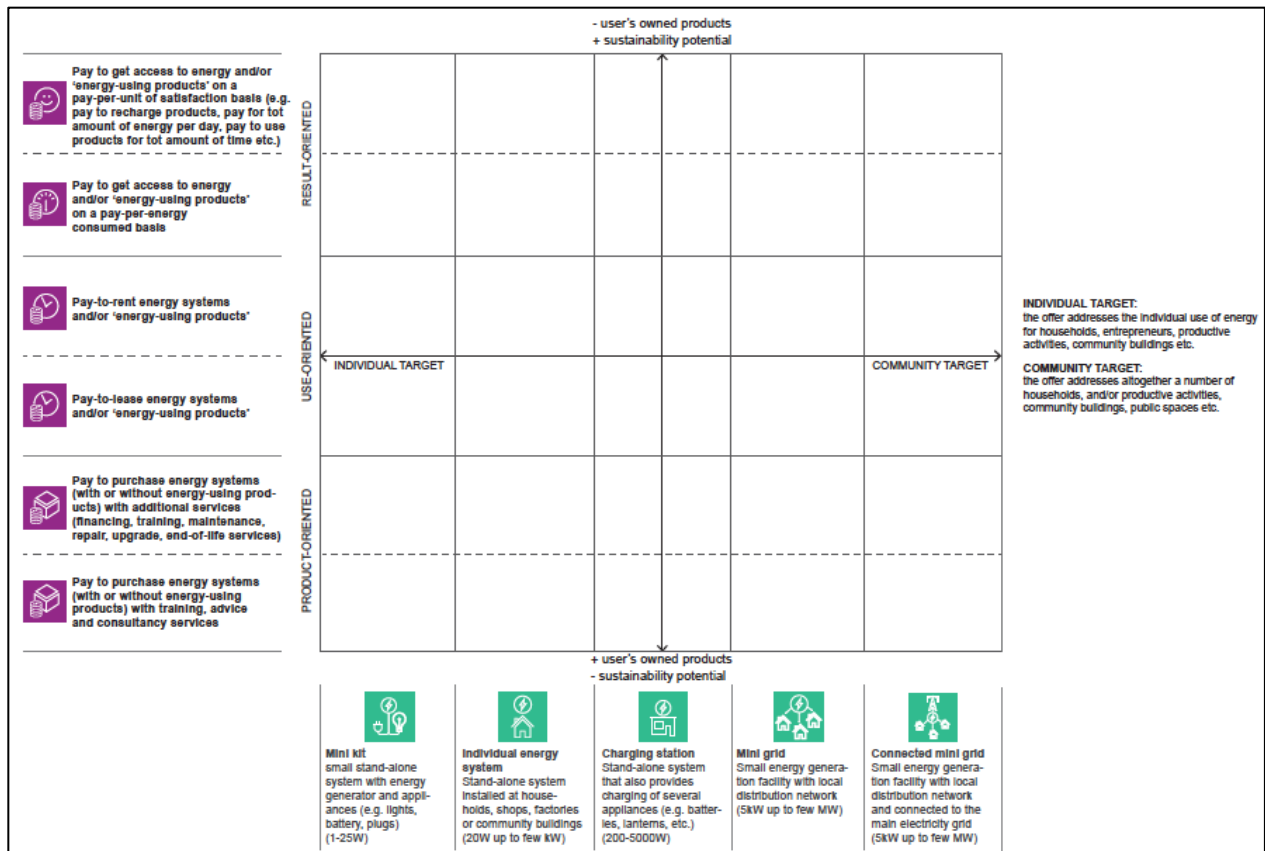 - user's owned products
+ sustainability potential
Pay to get access to energy and/or
'energy-using products' on a
pay-per-unit of satisfaction basis (e.g.
pay to recharge products, pay for tot
amount of energy per day, pay to use
products for tot amount of time etc.)
Pay to get access to energy
and/or 'energy-using products'
on a pay-per-energy
consumed basis
RESULT-ORIENTED
Pay-to-rent energy systems
and/or 'energy-using products'
Pay-to-lease energy systems
and/or 'energy-using products'
USE-ORIENTED
INDIVIDUAL TARGET
COMMUNITY TARGET
INDIVIDUAL TARGET:
the offer addresses the individual use of energy
for households, entrepreneurs, productive
activities, community buildings etc.
COMMUNITY TARGET:
the offer addresses altogether a number of
households, and/or productive activities,
community buildings, public spaces etc.
Pay to purchase energy systems
(with or without energy-using prod-
ucts) with additional services
(financing, training, maintenance,
repair, upgrade, end-of-life services)
Pay to purchase energy systems
(with or without energy-using
products) with training, advice
and consultancy services
PRODUCT-ORIENTED
+ user's owned products
- sustainability potential
Mini kit
small stand-alone
system with energy
generator and appli-
ances (e.g. lights,
battery, plugs)
(1-25W)
Individual energy
system
Stand-alone system
installed at house-
holds, shops, factories
or community buildings
(20W up to few kW)
Charging station
Stand-alone system
that also provides
charging of several
appliances (e.g. batter-
ies, lanterns, etc.)
(200-5000W)
Mini grid
Small energy genera-
tion facility with local
distribution network
(5kW up to few MW)
Connected mini grid
Small energy genera-
tion facility with local
distribution network
and connected to the
main electricity grid
(5kW up to few MW)